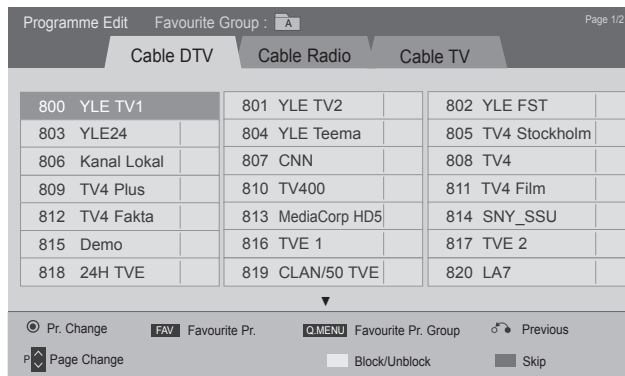 Programme Edit Favourite Group : A Page 1/2
Cable DTV Cable Radio Cable TV
800 YLE TV1 801 YLE TV2 802 YLE FST
803 YLE24 804 YLE Teema 805 TV4 Stockholm
806 Kanal Lokal 807 CNN 808 TV4
809 TV4 Plus 810 TV400 811 TV4 Film
812 TV4 Fakta 813 MediaCorp HD5 814 SNY_SSU
815 Demo 816 TVE 1 817 TVE 2
818 24H TVE 819 CLAN/50 TVE 820 LA7
Pr. Change FAV Favourite Pr. Q.MENU Favourite Pr. Group Previous
P Page Change Block/Unblock Skip